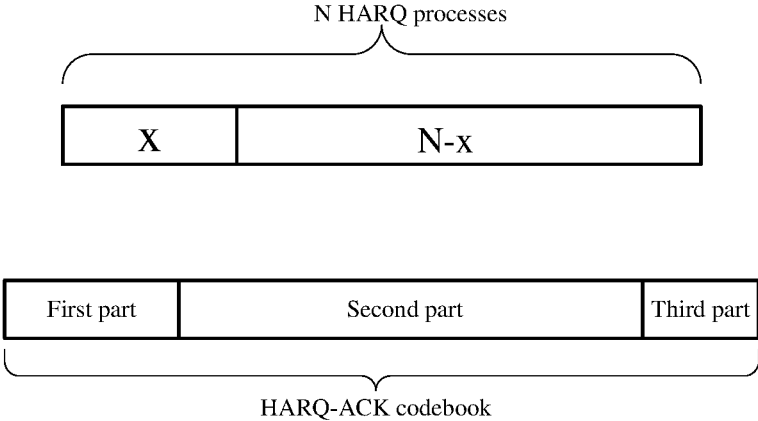 N HARQ processes
x
N-x
First part
Second part
Third part
HARQ-ACK codebook